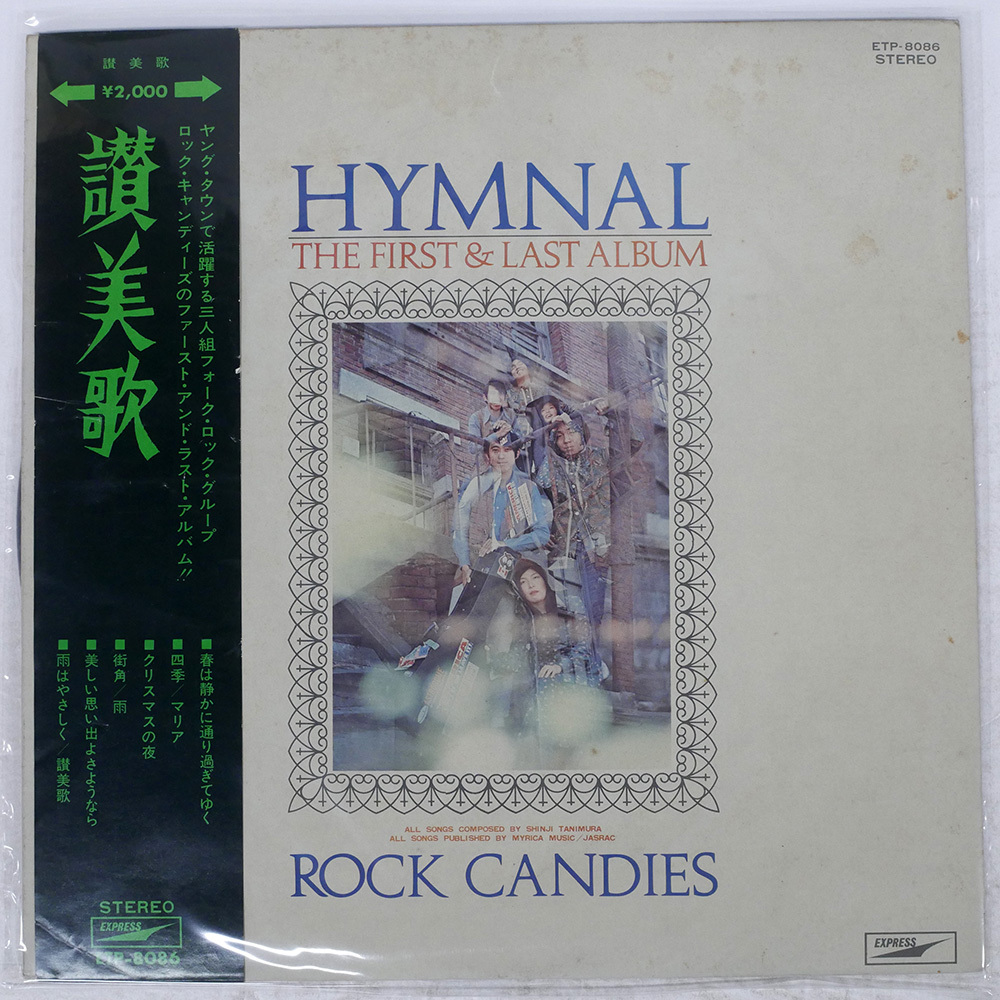 讃美歌
¥2,000
讃美歌
ヤング・タウンで活躍する三人組フォーク・ロック・グループ
ロック・キャンディーズのファースト・アンド・ラスト・アルバム!!
■春は静かに通り過ぎてゆく
■四季/マリア
■クリスマスの夜
■街角/雨
■美しい思い出よさようなら
■雨はやさしく/讃美歌
STEREO
EXPRESS
ETP-8086
ETP-8086
STEREO
HYMNAL
THE FIRST & LAST ALBUM
ALL SONGS COMPOSED BY SHINJI TANIMURA
ALL SONGS PUBLISHED BY MYRICA MUSIC/JASRAC
ROCK CANDIES
EXPRESS